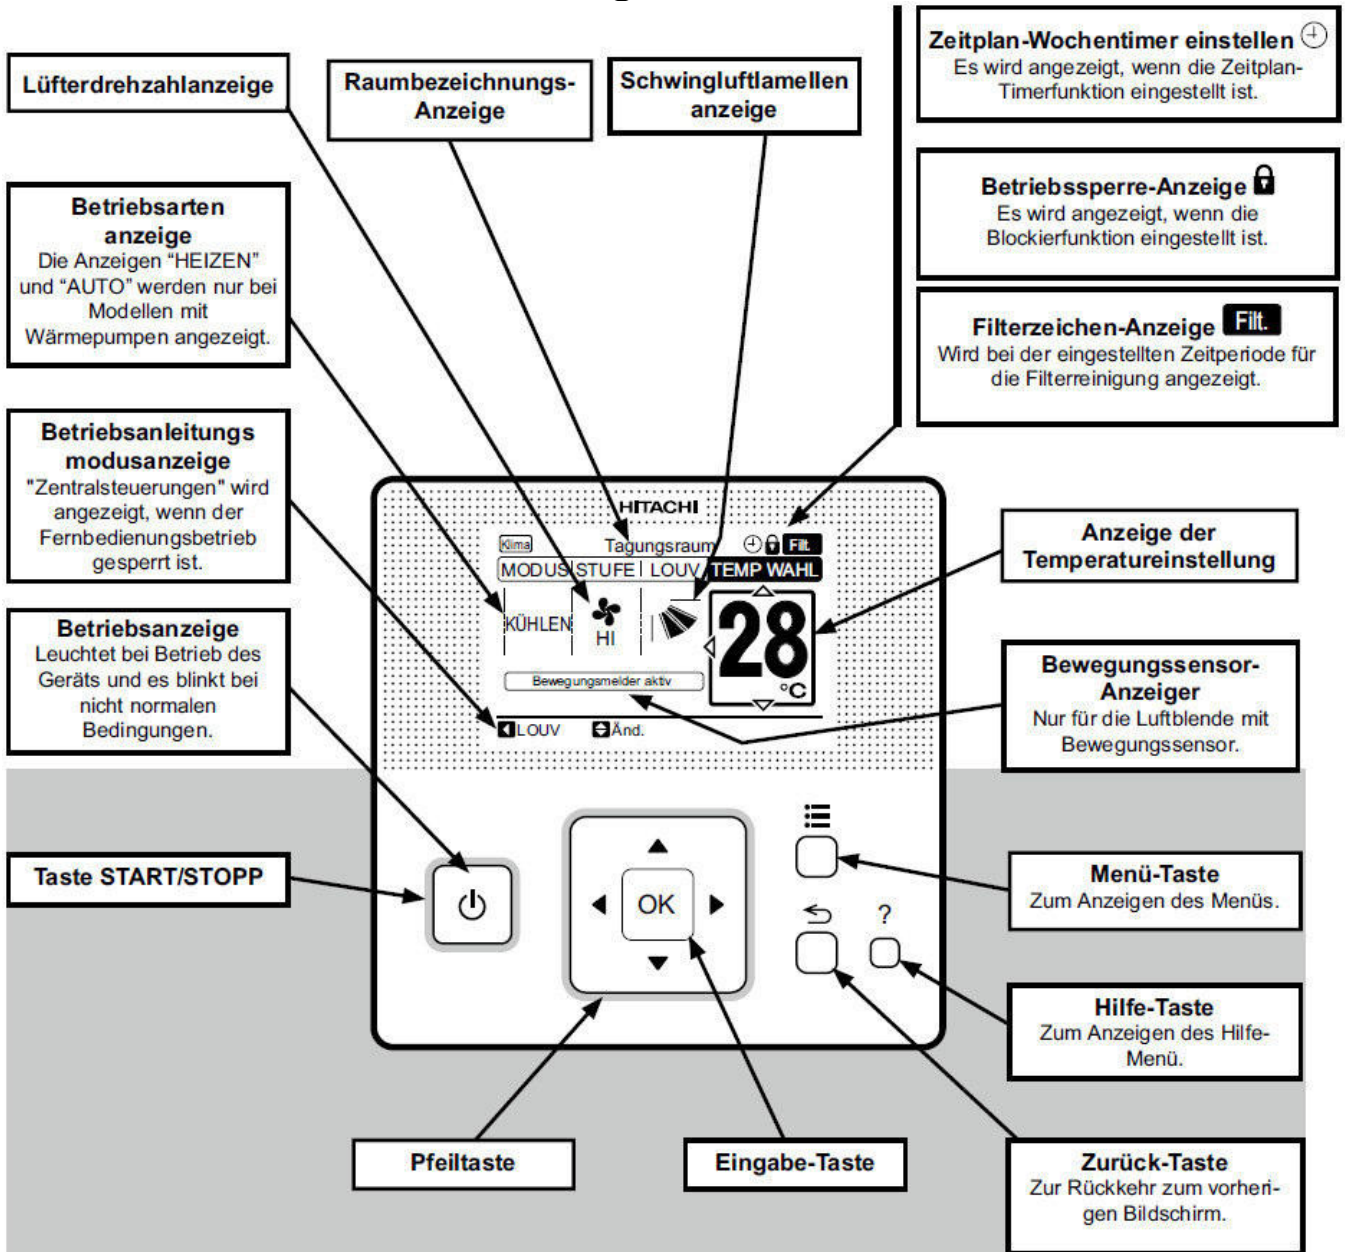 Zeitplan-Wochentimer einstellen
Es wird angezeigt, wenn die Zeitplan-
Timerfunktion eingestellt ist.
Lüfterdrehzahlanzeige
Raumbezeichnungs-
Anzeige
Schwingluftlamellen
anzeige
Betriebssperre-Anzeige
Es wird angezeigt, wenn die
Blockierfunktion eingestellt ist.
Betriebsarten
anzeige
Die Anzeigen “HEIZEN”
und “AUTO” werden nur bei
Modellen mit
Wärmepumpen angezeigt.
Filterzeichen-Anzeige Filt.
Wird bei der eingestellten Zeitperiode für
die Filterreinigung angezeigt.
Betriebsanleitungs
modusanzeige
"Zentralsteuerungen" wird
angezeigt, wenn der
Fernbedienungsbetrieb
gesperrt ist.
HITACHI
Klima Tagungsraum Filt.
MODUS STUFE LOUV TEMP WAHL
KÜHLEN HI 28 °C
Bewegungsmelder aktiv
LOUV Änd.
Anzeige der
Temperatureinstellung
Betriebsanzeige
Leuchtet bei Betrieb des
Geräts und es blinkt bei
nicht normalen
Bedingungen.
Bewegungssensor-
Anzeiger
Nur für die Luftblende mit
Bewegungssensor.
Taste START/STOPP
OK
?
Menü-Taste
Zum Anzeigen des Menüs.
Hilfe-Taste
Zum Anzeigen des Hilfe-
Menü.
Pfeiltaste
Eingabe-Taste
Zurück-Taste
Zur Rückkehr zum vorheri-
gen Bildschirm.